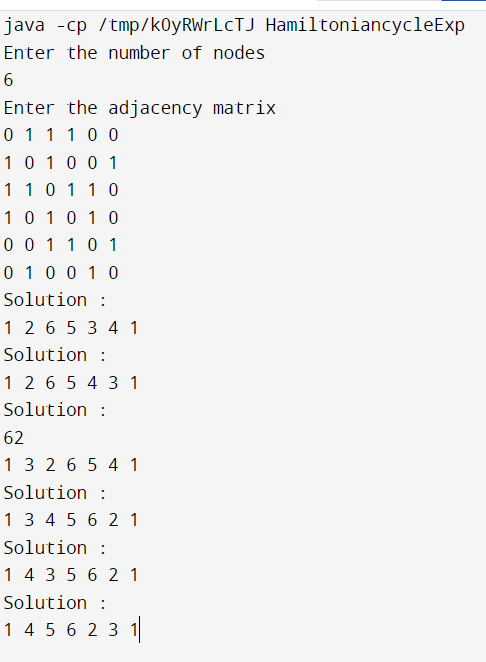 java -cp /tmp/kOyRWrLcTJ HamiltoniancycleExp
Enter the number of nodes
6
Enter the adjacency matrix
0 1 1 1 0 0
1 0 1 0 0 1
1 1 0 1 1 0
1 0 1 0 1 0
0 0 1 1 0 1
0 1 0 0 1 0
Solution :
1 2 6 5 3 4 1
Solution :
1 2 6 5 4 3 1
Solution :
62
1 3 2 6 5 4 1
Solution :
1 3 4 5 6 2 1
Solution :
1 4 3 5 6 2 1
Solution :
1 4 5 6 2 3 1